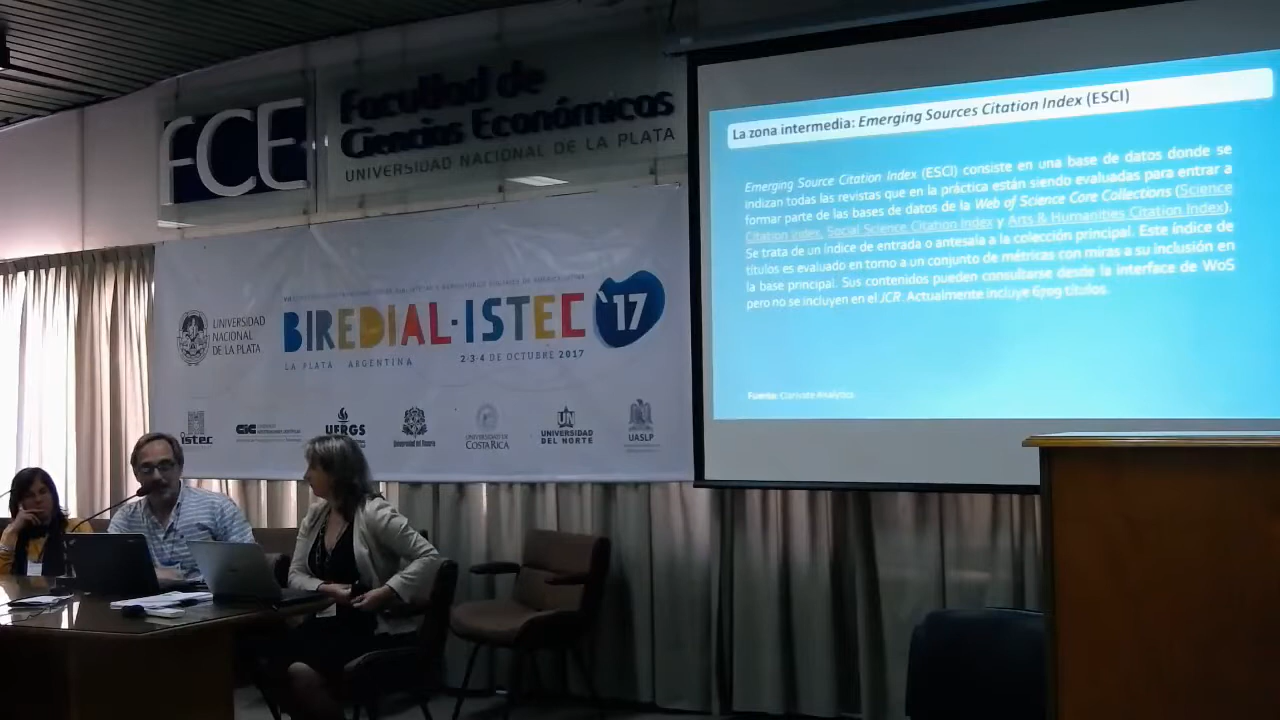 FCE
Facultad de
Ciencias Económicas
UNIVERSIDAD NACIONAL DE LA PLATA
UNIVERSIDAD
NACIONAL
DE LA PLATA
BIREDIAL-ISTEC '17
LA PLATA ARGENTINA
2·3·4 DE OCTUBRE 2017
istec
CIC
UFRGS
UNIVERSIDAD DE
COSTA RICA
UN
UNIVERSIDAD
DEL NORTE
UASLP
La zona intermedia: Emerging Sources Citation Index (ESCI)
Emerging Source Citation Index (ESCI) consiste en una base de datos donde se
indizan todas las revistas que en la práctica están siendo evaluadas para entrar a
formar parte de las bases de datos de la Web of Science Core Collections (Science
Citation Index, Social Science Citation Index y Arts & Humanities Citation Index).
Se trata de un índice de entrada o antesala a la colección principal. Este índice de
títulos es evaluado en torno a un conjunto de métricas con miras a su inclusión en
la base principal. Sus contenidos pueden consultarse desde la interface de WoS
pero no se incluyen en el JCR. Actualmente incluye 6709 títulos.
Fuente: Clarivate Analytics